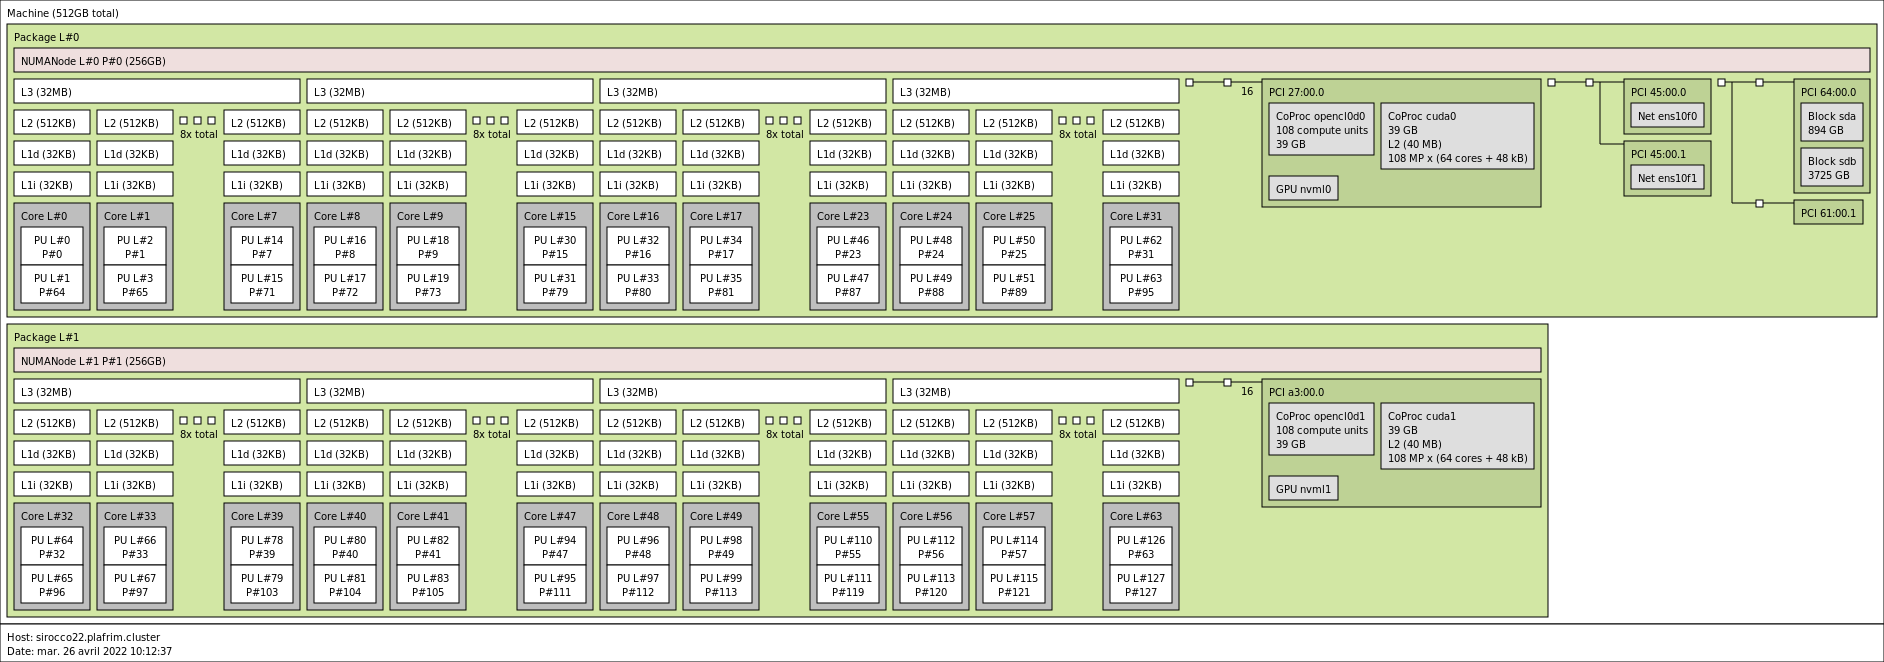 Machine (512GB total)
Package L#0
NUMANode L#0 P#0 (256GB)
L3 (32MB) L3 (32MB) L3 (32MB) L3 (32MB)
L2 (512KB) L2 (512KB) 8x total L2 (512KB) L2 (512KB) L2 (512KB) 8x total L2 (512KB) L2 (512KB) L2 (512KB) 8x total L2 (512KB) L2 (512KB) L2 (512KB) 8x total L2 (512KB)
L1d (32KB) L1d (32KB) L1d (32KB) L1d (32KB) L1d (32KB) L1d (32KB) L1d (32KB) L1d (32KB) L1d (32KB) L1d (32KB) L1d (32KB) L1d (32KB)
L1i (32KB) L1i (32KB) L1i (32KB) L1i (32KB) L1i (32KB) L1i (32KB) L1i (32KB) L1i (32KB) L1i (32KB) L1i (32KB) L1i (32KB) L1i (32KB)
Core L#0 Core L#1 Core L#7 Core L#8 Core L#9 Core L#15 Core L#16 Core L#17 Core L#23 Core L#24 Core L#25 Core L#31
PU L#0 PU L#2 PU L#14 PU L#16 PU L#18 PU L#30 PU L#32 PU L#34 PU L#46 PU L#48 PU L#50 PU L#62
P#0 P#1 P#7 P#8 P#9 P#15 P#16 P#17 P#23 P#24 P#25 P#31
PU L#1 PU L#3 PU L#15 PU L#17 PU L#19 PU L#31 PU L#33 PU L#35 PU L#47 PU L#49 PU L#51 PU L#63
P#64 P#65 P#71 P#72 P#73 P#79 P#80 P#81 P#87 P#88 P#89 P#95
16
PCI 27:00.0
CoProc opencl0d0
108 compute units
39 GB
CoProc cuda0
39 GB
L2 (40 MB)
108 MP x (64 cores + 48 kB)
GPU nvml0
PCI 45:00.0
Net ens10f0
PCI 45:00.1
Net ens10f1
PCI 64:00.0
Block sda
894 GB
Block sdb
3725 GB
PCI 61:00.1
Package L#1
NUMANode L#1 P#1 (256GB)
L3 (32MB) L3 (32MB) L3 (32MB) L3 (32MB)
L2 (512KB) L2 (512KB) 8x total L2 (512KB) L2 (512KB) L2 (512KB) 8x total L2 (512KB) L2 (512KB) L2 (512KB) 8x total L2 (512KB) L2 (512KB) L2 (512KB) 8x total L2 (512KB)
L1d (32KB) L1d (32KB) L1d (32KB) L1d (32KB) L1d (32KB) L1d (32KB) L1d (32KB) L1d (32KB) L1d (32KB) L1d (32KB) L1d (32KB) L1d (32KB)
L1i (32KB) L1i (32KB) L1i (32KB) L1i (32KB) L1i (32KB) L1i (32KB) L1i (32KB) L1i (32KB) L1i (32KB) L1i (32KB) L1i (32KB) L1i (32KB)
Core L#32 Core L#33 Core L#39 Core L#40 Core L#41 Core L#47 Core L#48 Core L#49 Core L#55 Core L#56 Core L#57 Core L#63
PU L#64 PU L#66 PU L#78 PU L#80 PU L#82 PU L#94 PU L#96 PU L#98 PU L#110 PU L#112 PU L#114 PU L#126
P#32 P#33 P#39 P#40 P#41 P#47 P#48 P#49 P#55 P#56 P#57 P#63
PU L#65 PU L#67 PU L#79 PU L#81 PU L#83 PU L#95 PU L#97 PU L#99 PU L#111 PU L#113 PU L#115 PU L#127
P#96 P#97 P#103 P#104 P#105 P#111 P#112 P#113 P#119 P#120 P#121 P#127
16
PCI a3:00.0
CoProc opencl0d1
108 compute units
39 GB
CoProc cuda1
39 GB
L2 (40 MB)
108 MP x (64 cores + 48 kB)
GPU nvml1
Host: sirocco22.plafrim.cluster
Date: mar. 26 avril 2022 10:12:37